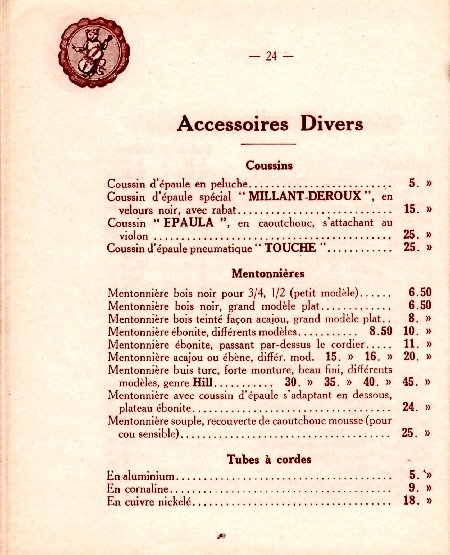 — 24 —
Accessoires Divers
Coussins
Coussin d'épaule en peluche........................ 5. »
Coussin d'épaule spécial " MILLANT-DEROUX ", en
velours noir, avec rabat.......................... 15. »
Coussin " EPAULA ", en caoutchouc, s'attachant au
violon ........................................ 25. »
Coussin d'épaule pneumatique " TOUCHE "............ 25. »
Mentonnières
Mentonnière bois noir pour 3/4, 1/2 (petit modèle)...... 6.50
Mentonnière bois noir, grand modèle plat............. 6.50
Mentonnière bois teinté façon acajou, grand modèle plat.. 8. »
Mentonnière ébonite, différents modèles........... 8.50 10. »
Mentonnière ébonite, passant par-dessus le cordier..... 11. »
Mentonnière acajou ou ébène, différ. mod. 15. » 16. » 20. »
Mentonnière buis turc, forte monture, beau fini, différents
modèles, genre Hill........... 30. » 35. » 40. » 45. »
Mentonnière avec coussin d'épaule s'adaptant en dessous,
plateau ébonite.................................. 24. »
Mentonnière souple, recouverte de caoutchouc mousse (pour
cou sensible).................................... 25. »
Tubes à cordes
En aluminium...................................... 5. »
En cornaline...................................... 9. »
En cuivre nickelé................................. 18. »